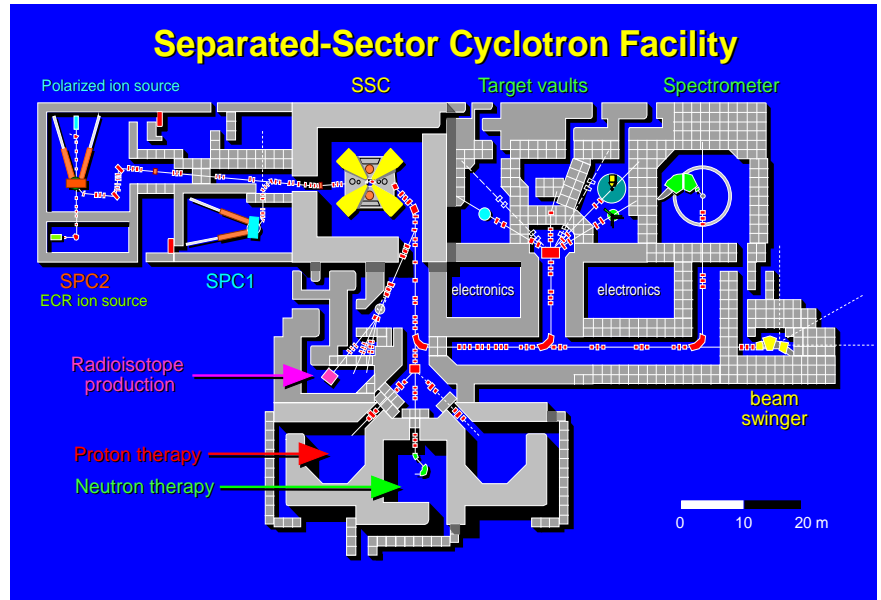 Separated-Sector Cyclotron Facility
Polarized ion source
SSC
Target vaults
Spectrometer
SPC2
ECR ion source
SPC1
electronics
electronics
Radioisotope
production
beam
swinger
Proton therapy
Neutron therapy
0 10 20 m